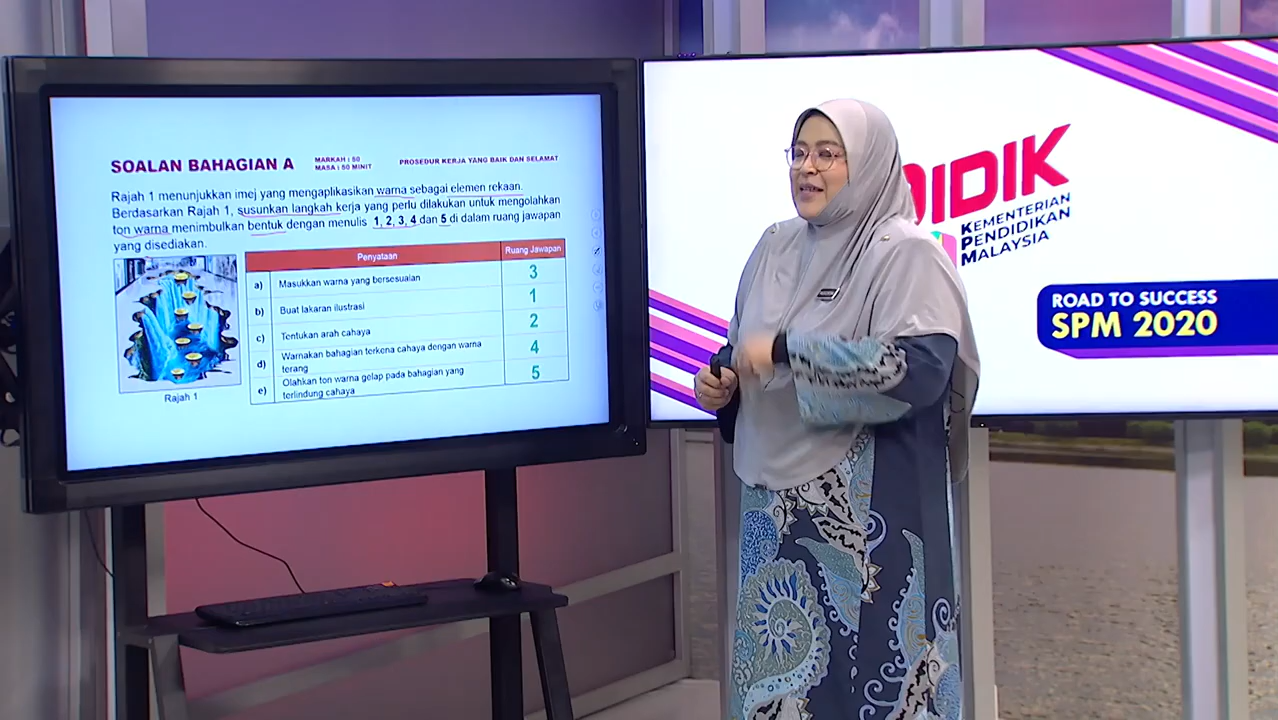 SOALAN BAHAGIAN A
MARKAH : 50
MASA : 50 MINIT
PROSEDUR KERJA YANG BAIK DAN SELAMAT
Rajah 1 menunjukkan imej yang mengaplikasikan warna sebagai elemen rekaan.
Berdasarkan Rajah 1, susunkan langkah kerja yang perlu dilakukan untuk mengolahkan
ton warna menimbulkan bentuk dengan menulis 1, 2, 3, 4 dan 5 di dalam ruang jawapan
yang disediakan.
Penyataan Ruang Jawapan
a) Masukkan warna yang bersesuaian 3
b) Buat lakaran ilustrasi 1
c) Tentukan arah cahaya 2
d) Warnakan bahagian terkena cahaya dengan warna
terang 4
e) Olahkan ton warna gelap pada bahagian yang
terlindung cahaya 5
Rajah 1
DIDIK
KEMENTERIAN
PENDIDIKAN
MALAYSIA
ROAD TO SUCCESS
SPM 2020